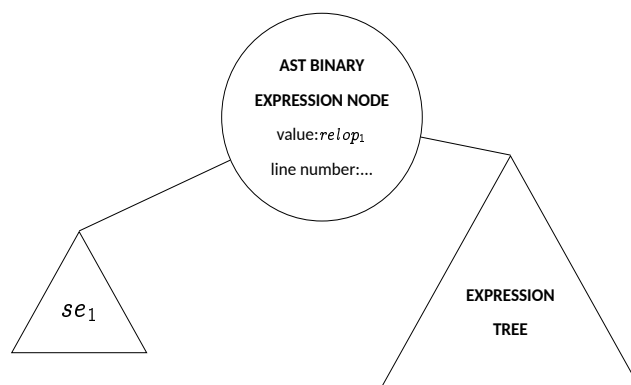 AST BINARY
EXPRESSION NODE
value:relop₁
line number:...
se₁
EXPRESSION
TREE